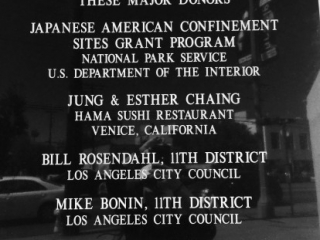 THESE MAJOR DONORS
JAPANESE AMERICAN CONFINEMENT
SITES GRANT PROGRAM
NATIONAL PARK SERVICE
U.S. DEPARTMENT OF THE INTERIOR
JUNG & ESTHER CHAING
HAMA SUSHI RESTAURANT
VENICE, CALIFORNIA
BILL ROSENDAHL, 11TH DISTRICT
LOS ANGELES CITY COUNCIL
MIKE BONIN, 11TH DISTRICT
LOS ANGELES CITY COUNCIL